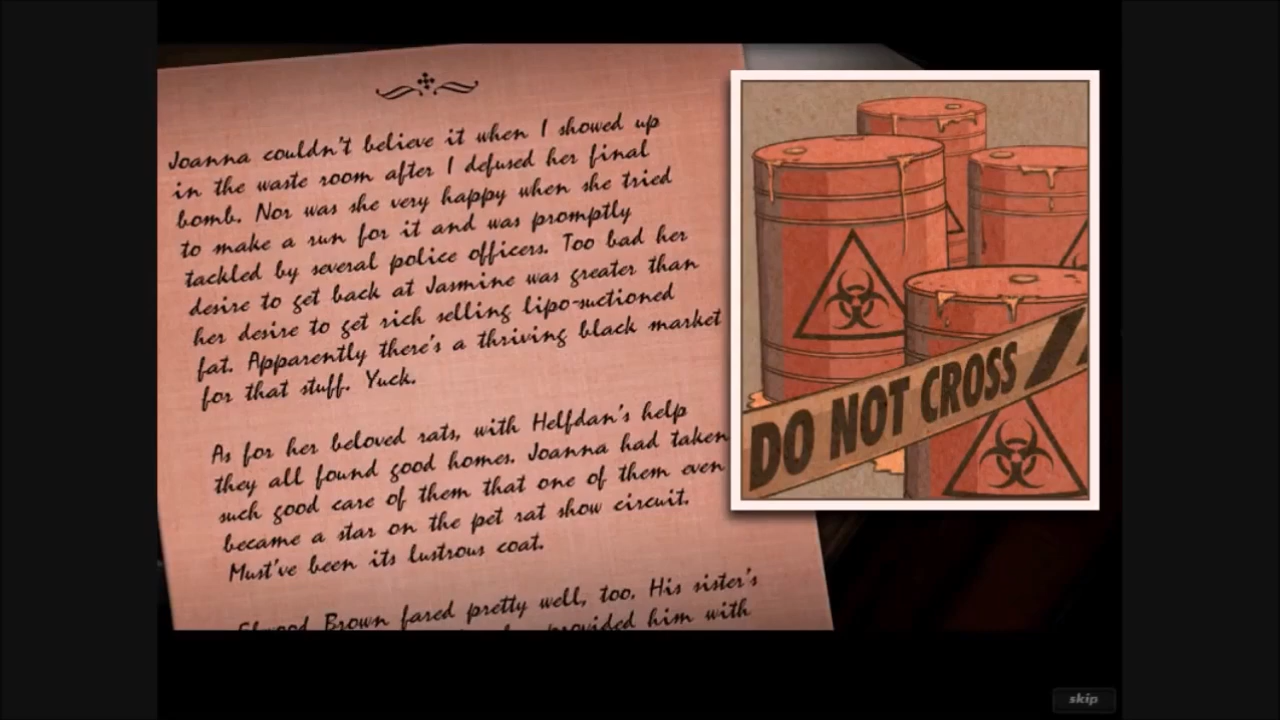 Joanna couldn't believe it when I showed up
in the waste room after I defused her final
bomb. Nor was she very happy when she tried
to make a run for it and was promptly
tackled by several police officers. Too bad her
desire to get back at Jasmine was greater than
her desire to get rich selling lipo-suctioned
fat. Apparently there's a thriving black market
for that stuff. Yuck.
As for her beloved rats, with Helfdan's help
they all found good homes. Joanna had taken
such good care of them that one of them even
became a star on the pet rat show circuit.
Must've been its lustrous coat.
Brown fared pretty well, too. His sister's
provided him with
DO NOT CROSS
skip